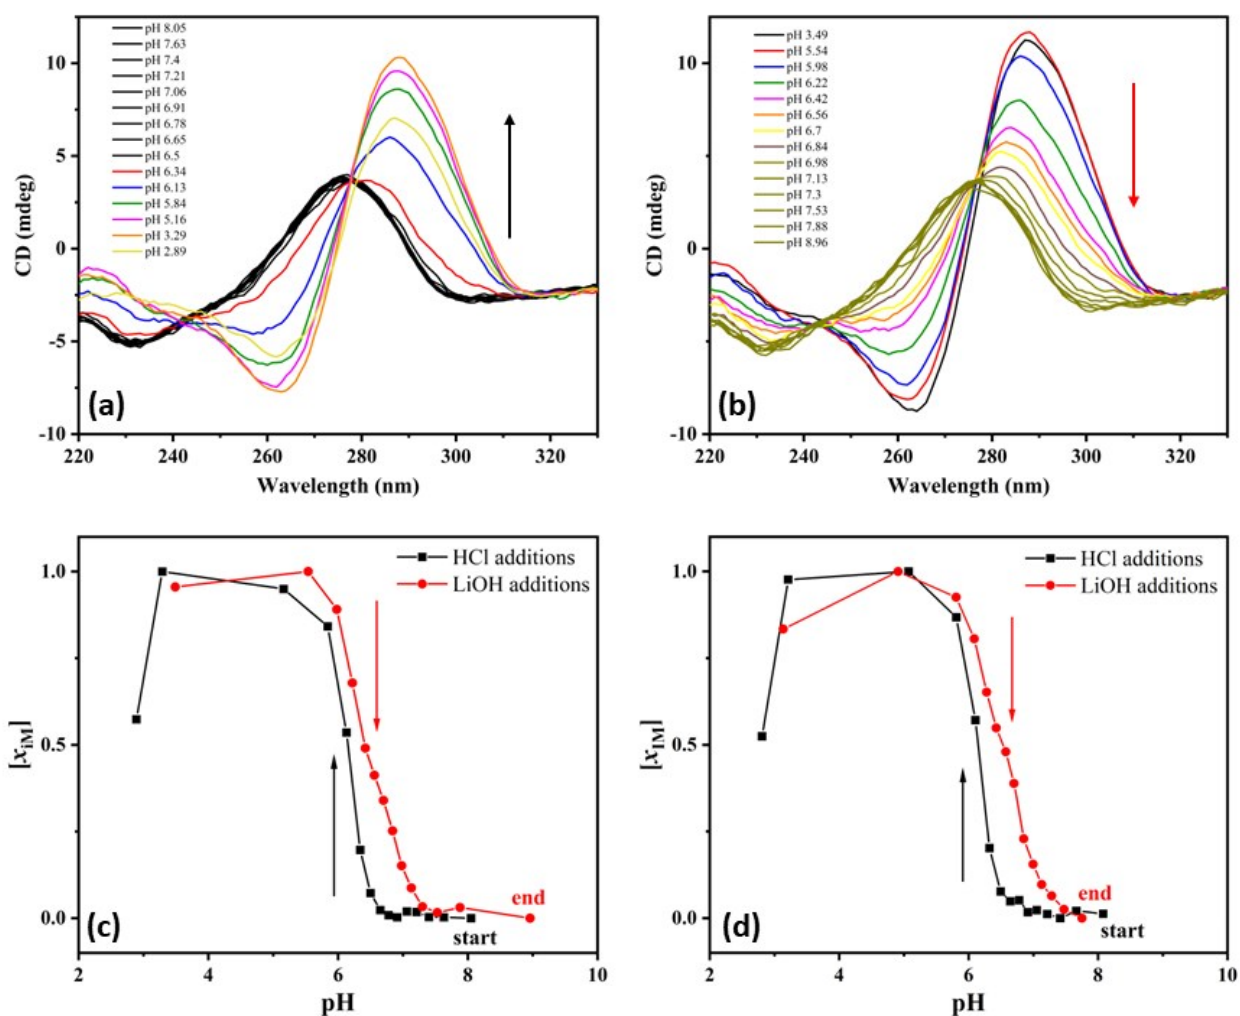 pH 8.05
pH 7.63
pH 7.4
pH 7.21
pH 7.06
pH 6.91
pH 6.78
pH 6.65
pH 6.5
pH 6.34
pH 6.13
pH 5.84
pH 5.16
pH 3.29
pH 2.89
10
5
0
-5
-10
CD (mdeg)
(a)
220 240 260 280 300 320
Wavelength (nm)
pH 3.49
pH 5.54
pH 5.98
pH 6.22
pH 6.42
pH 6.56
pH 6.7
pH 6.84
pH 6.98
pH 7.13
pH 7.3
pH 7.53
pH 7.88
pH 8.96
10
5
0
-5
-10
CD (mdeg)
(b)
220 240 260 280 300 320
Wavelength (nm)
HCl additions
LiOH additions
1.0
0.5
0.0
[xiM]
end
start
(c)
2 4 6 8 10
pH
HCl additions
LiOH additions
1.0
0.5
0.0
[xIM]
end
start
(d)
2 4 6 8 10
pH